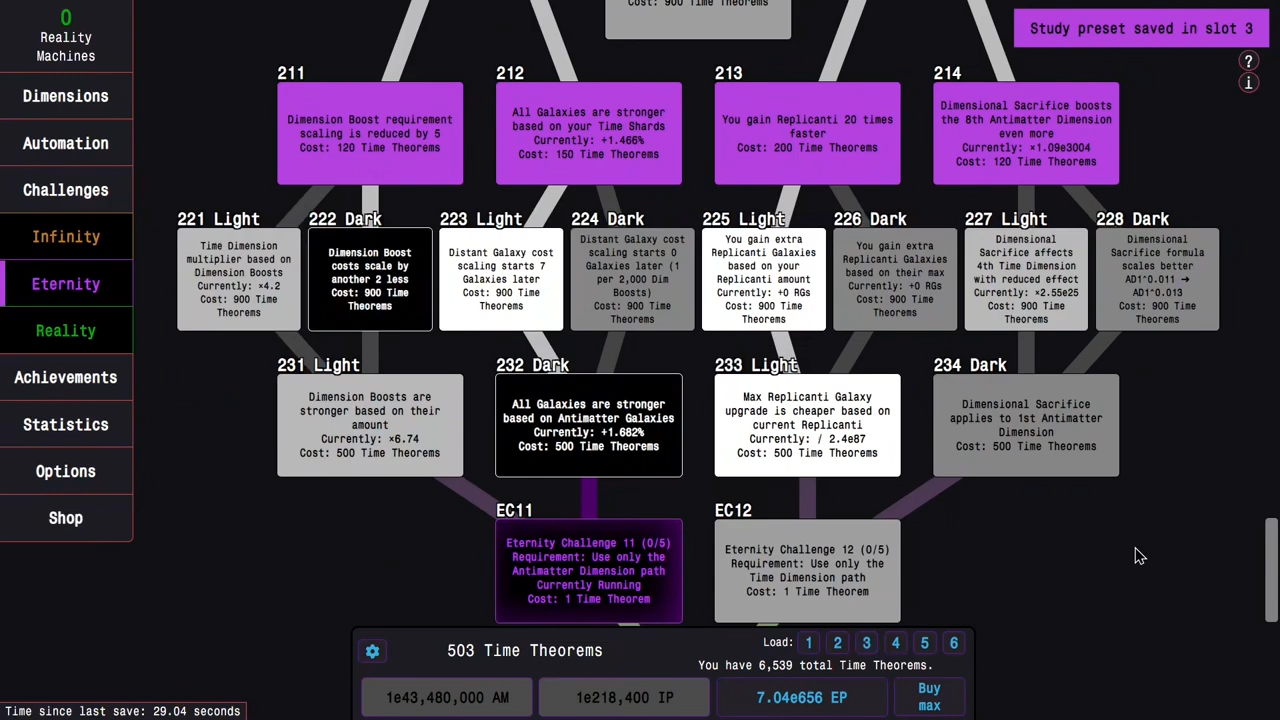 0
Reality
Machines
Dimensions
Automation
Challenges
Infinity
Eternity
Reality
Achievements
Statistics
Options
Shop
Cost: 900 Time Theorems
Study preset saved in slot 3
?
i
211
Dimension Boost requirement
scaling is reduced by 5
Cost: 120 Time Theorems
212
All Galaxies are stronger
based on your Time Shards
Currently: +1.466%
Cost: 150 Time Theorems
213
You gain Replicanti 20 times
faster
Cost: 200 Time Theorems
214
Dimensional Sacrifice boosts
the 8th Antimatter Dimension
even more
Currently: ×1.09e3004
Cost: 120 Time Theorems
221 Light
Time Dimension
multiplier based on
Dimension Boosts
Currently: ×4.2
Cost: 900 Time
Theorems
222 Dark
Dimension Boost
costs scale by
another 2 less
Cost: 900 Time
Theorems
223 Light
Distant Galaxy cost
scaling starts 7
Galaxies later
Cost: 900 Time
Theorems
224 Dark
Distant Galaxy cost
scaling starts 0
Galaxies later (1
per 2,000 Dim
Boosts)
Cost: 900 Time
Theorems
225 Light
You gain extra
Replicanti Galaxies
based on your
Replicanti amount
Currently: +0 RGs
Cost: 900 Time
Theorems
226 Dark
You gain extra
Replicanti Galaxies
based on their max
Currently: +0 RGs
Cost: 900 Time
Theorems
227 Light
Dimensional
Sacrifice affects
4th Time Dimension
with reduced effect
Currently: ×2.55e25
Cost: 900 Time
Theorems
228 Dark
Dimensional
Sacrifice formula
scales better
AD1^0.011 →
AD1^0.013
Cost: 900 Time
Theorems
231 Light
Dimension Boosts are
stronger based on their
amount
Currently: ×6.74
Cost: 500 Time Theorems
232 Dark
All Galaxies are stronger
based on Antimatter Galaxies
Currently: +1.682%
Cost: 500 Time Theorems
233 Light
Max Replicanti Galaxy
upgrade is cheaper based on
current Replicanti
Currently: / 2.4e87
Cost: 500 Time Theorems
234 Dark
Dimensional Sacrifice
applies to 1st Antimatter
Dimension
Cost: 500 Time Theorems
EC11
Eternity Challenge 11 (0/5)
Requirement: Use only the
Antimatter Dimension path
Currently Running
Cost: 1 Time Theorem
EC12
Eternity Challenge 12 (0/5)
Requirement: Use only the
Time Dimension path
Cost: 1 Time Theorem
503 Time Theorems
Load: 1 2 3 4 5 6
You have 6,539 total Time Theorems.
1e43,480,000 AM
1e218,400 IP
7.04e656 EP
Buy
max
Time since last save: 29.04 seconds